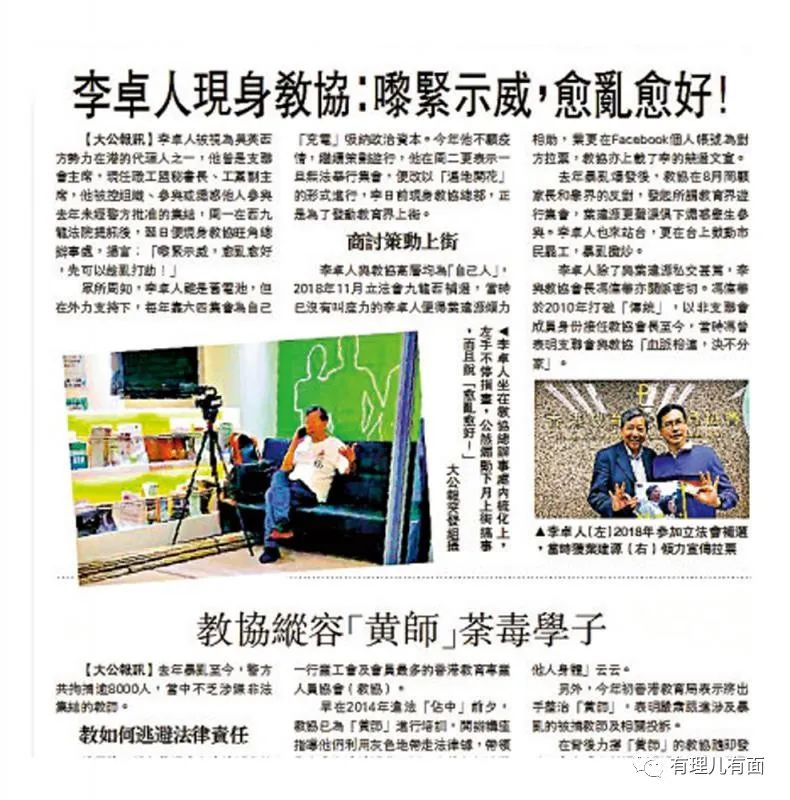 李卓人現身教協：嚟緊示威，愈亂愈好！
【大公報訊】李卓人被視為美英西
方勢力在港的代理人之一，他曾是支聯
會主席，現任職工盟秘書長、工黨副主
席，他被控組織、參與或煽惑他人參與
去年未經警方批准的集結，周一在西九
龍法院提訊後，翌日便現身教協旺角總
辦事處，揚言：「嚟緊示威，愈亂愈好
，先可以趁亂打劫！」
眾所周知，李卓人雖是舊電池，但
在外力支持下，每年靠六四集會為自己
「充電」吸納政治資本。今年他不顧疫
情，繼續策動遊行，他在周二更表示一
旦無法舉行集會，便改以「遍地開花」
的形式進行，李日前現身教協總部，正
是為了發動教育界上街。
商討策動上街
李卓人與教協高層均為「自己人」，
2018年11月立法會九龍西補選，當時
已沒有叫座力的李卓人便得葉建源傾力
相助，葉更在Facebook個人帳號為對
方拉票，教協亦上載了李的競選文宣。
去年暴亂爆發後，教協在8月罔顧
家長和業界的反對，發起所謂教育界遊
行集會，葉建源更聲淚俱下煽惑學生參
與。李卓人也來站台，更在台上鼓動市
民罷工，暴亂攬炒。
李卓人除了與葉建源私交甚篤，李
與教協會長馮偉華亦關係密切。馮偉華
於2010年打破「傳統」，以非支聯會
成員身份接任教協會長至今，當時馮曾
表明支聯會與教協「血脈相連，決不分
家」。
◀李卓人坐在教協總辦事處內梳化上，
左手不停指畫，公然煽動下月上街搞事
，而且說「愈亂愈好！」
大公報突發組攝
▲李卓人（左）2018年參加立法會補選
，當時獲葉建源（右）傾力宣傳拉票
教協縱容「黃師」荼毒學子
【大公報訊】去年暴亂至今，警方
共拘捕逾8000人，當中不乏涉嫌非法
集結的教師。
教如何逃避法律責任
一行業工會及會員最多的香港教育專業
人員協會（教協）。
早在2014年違法「佔中」前夕，
教協已為「黃師」進行培訓，開辦講座
指導他們利用灰色地帶走法律罅，帶領
他人身體」云云。
另外，今年初香港教育局表示將出
手整治「黃師」，表明嚴肅跟進涉及暴
亂的被捕教師及相關投訴。
在背後力撐「黃師」的教協隨即發
有理儿有面